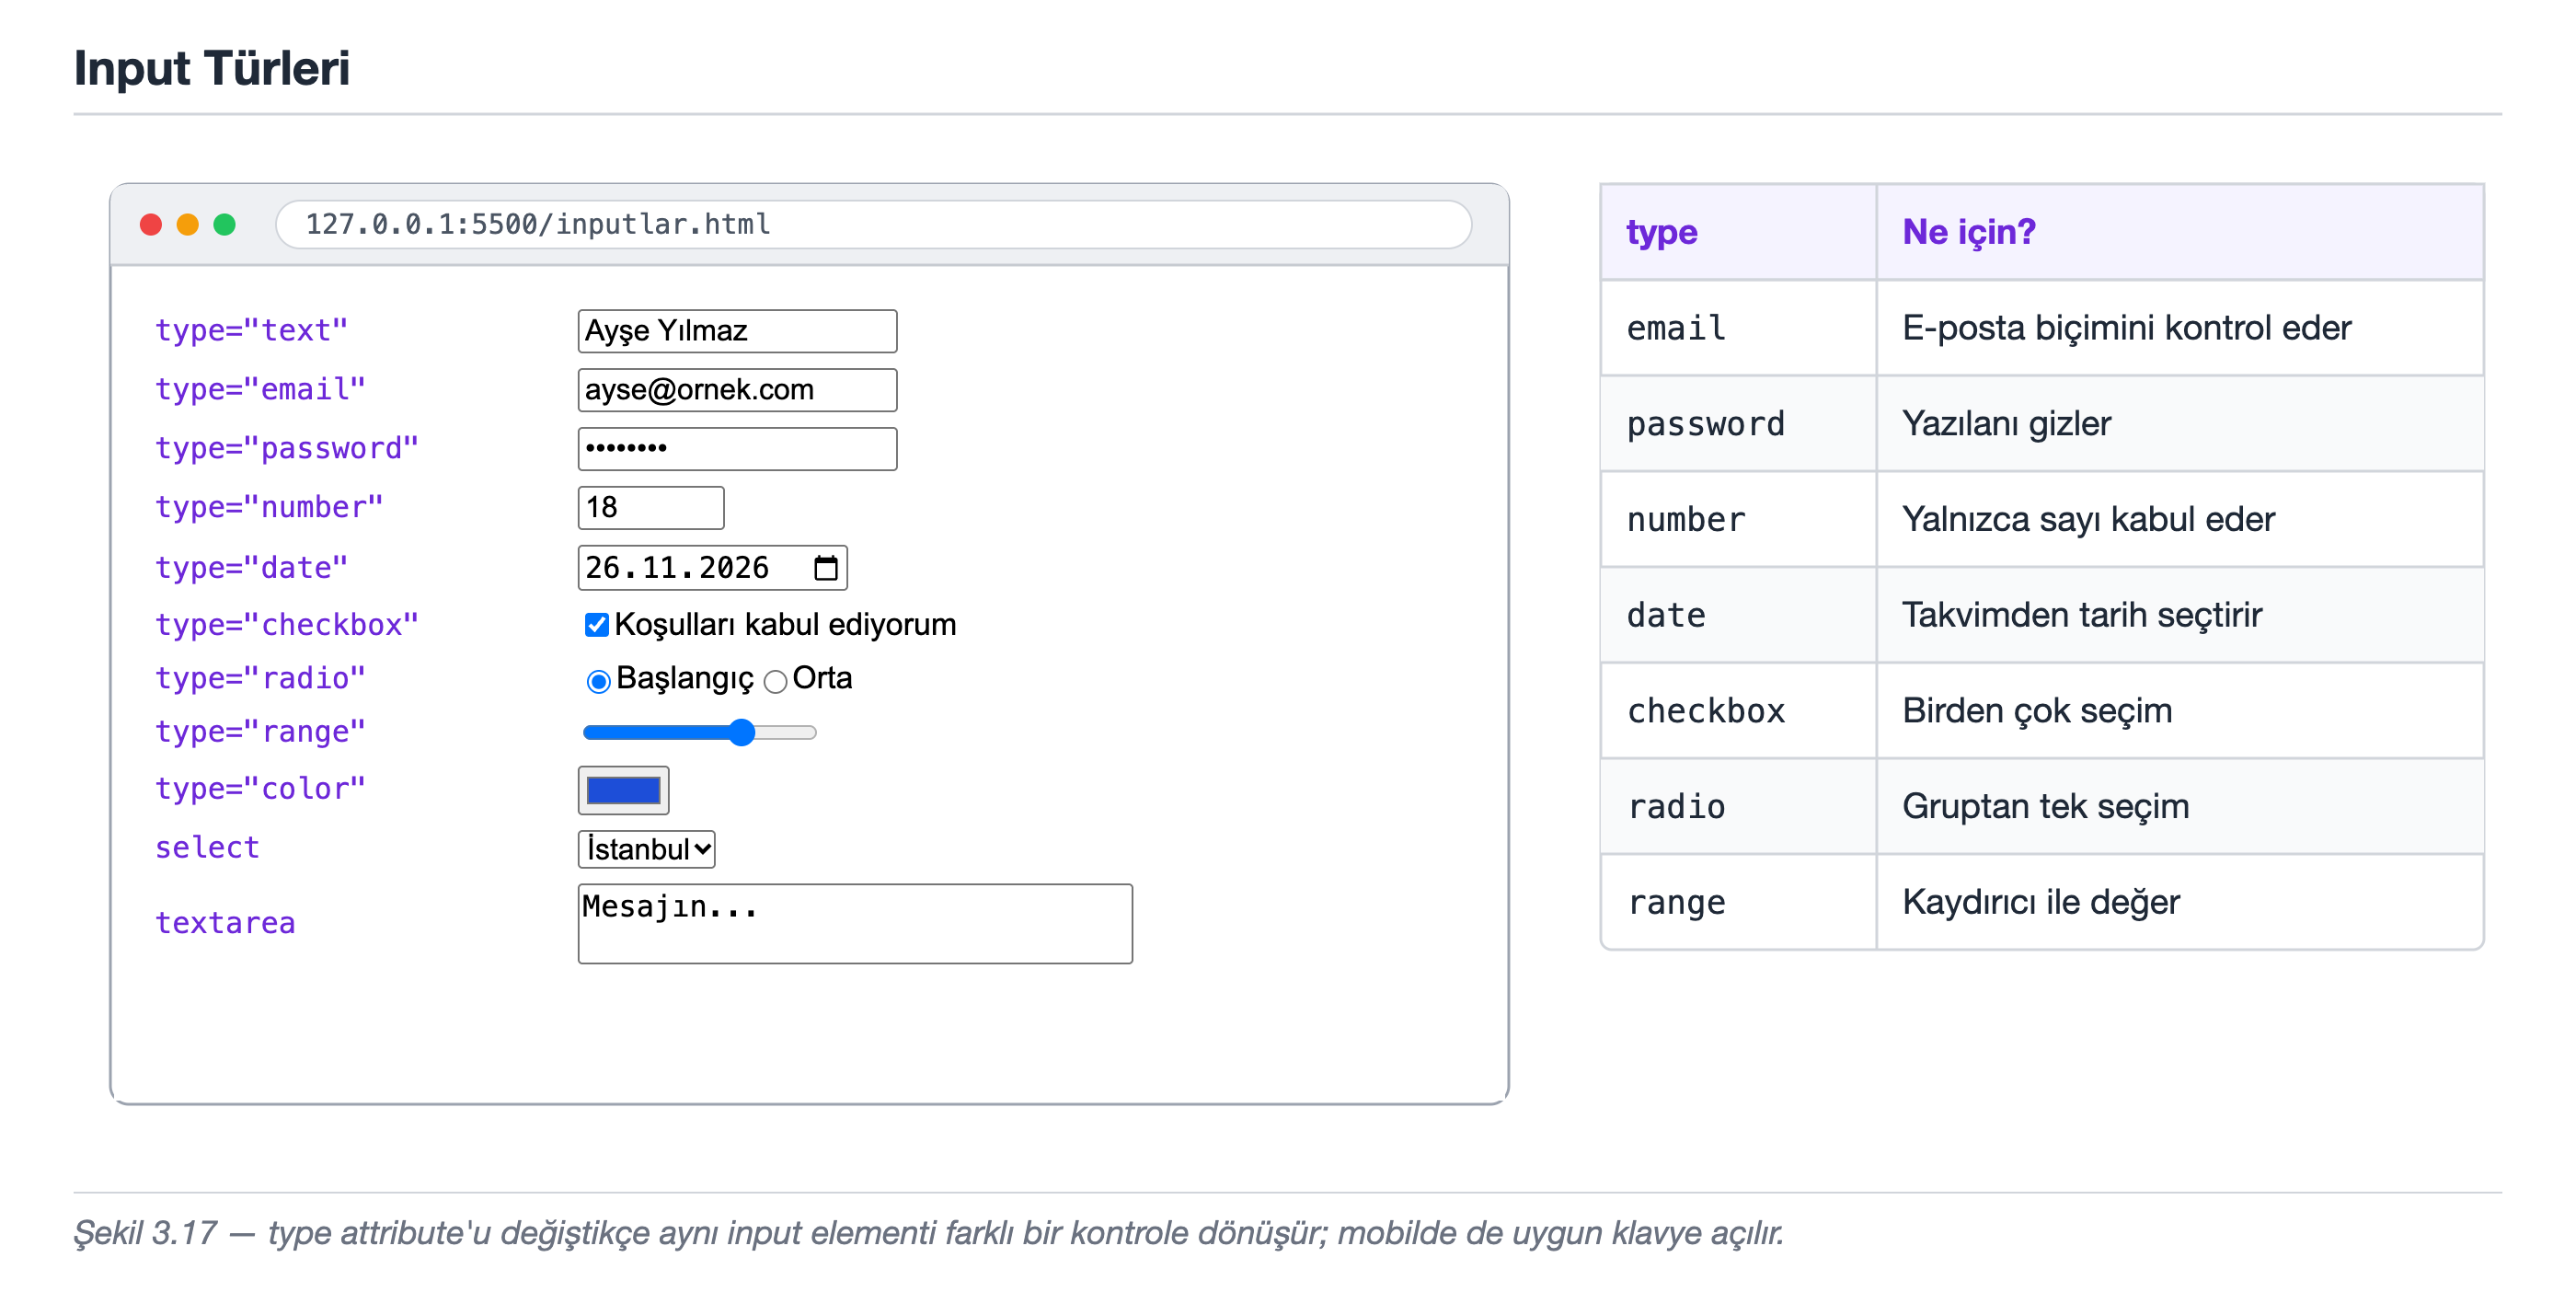 Input Türleri
127.0.0.1:5500/inputlar.html
type="text" Ayşe Yılmaz
type="email" ayse@ornek.com
type="password" ••••••••
type="number" 18
type="date" 26.11.2026
type="checkbox" Koşulları kabul ediyorum
type="radio" Başlangıç Orta
type="range"
type="color"
select İstanbul
textarea Mesajın...
type Ne için?
email E-posta biçimini kontrol eder
password Yazılanı gizler
number Yalnızca sayı kabul eder
date Takvimden tarih seçtirir
checkbox Birden çok seçim
radio Gruptan tek seçim
range Kaydırıcı ile değer
Şekil 3.17 — type attribute'u değiştikçe aynı input elementi farklı bir kontrole dönüşür; mobilde de uygun klavye açılır.